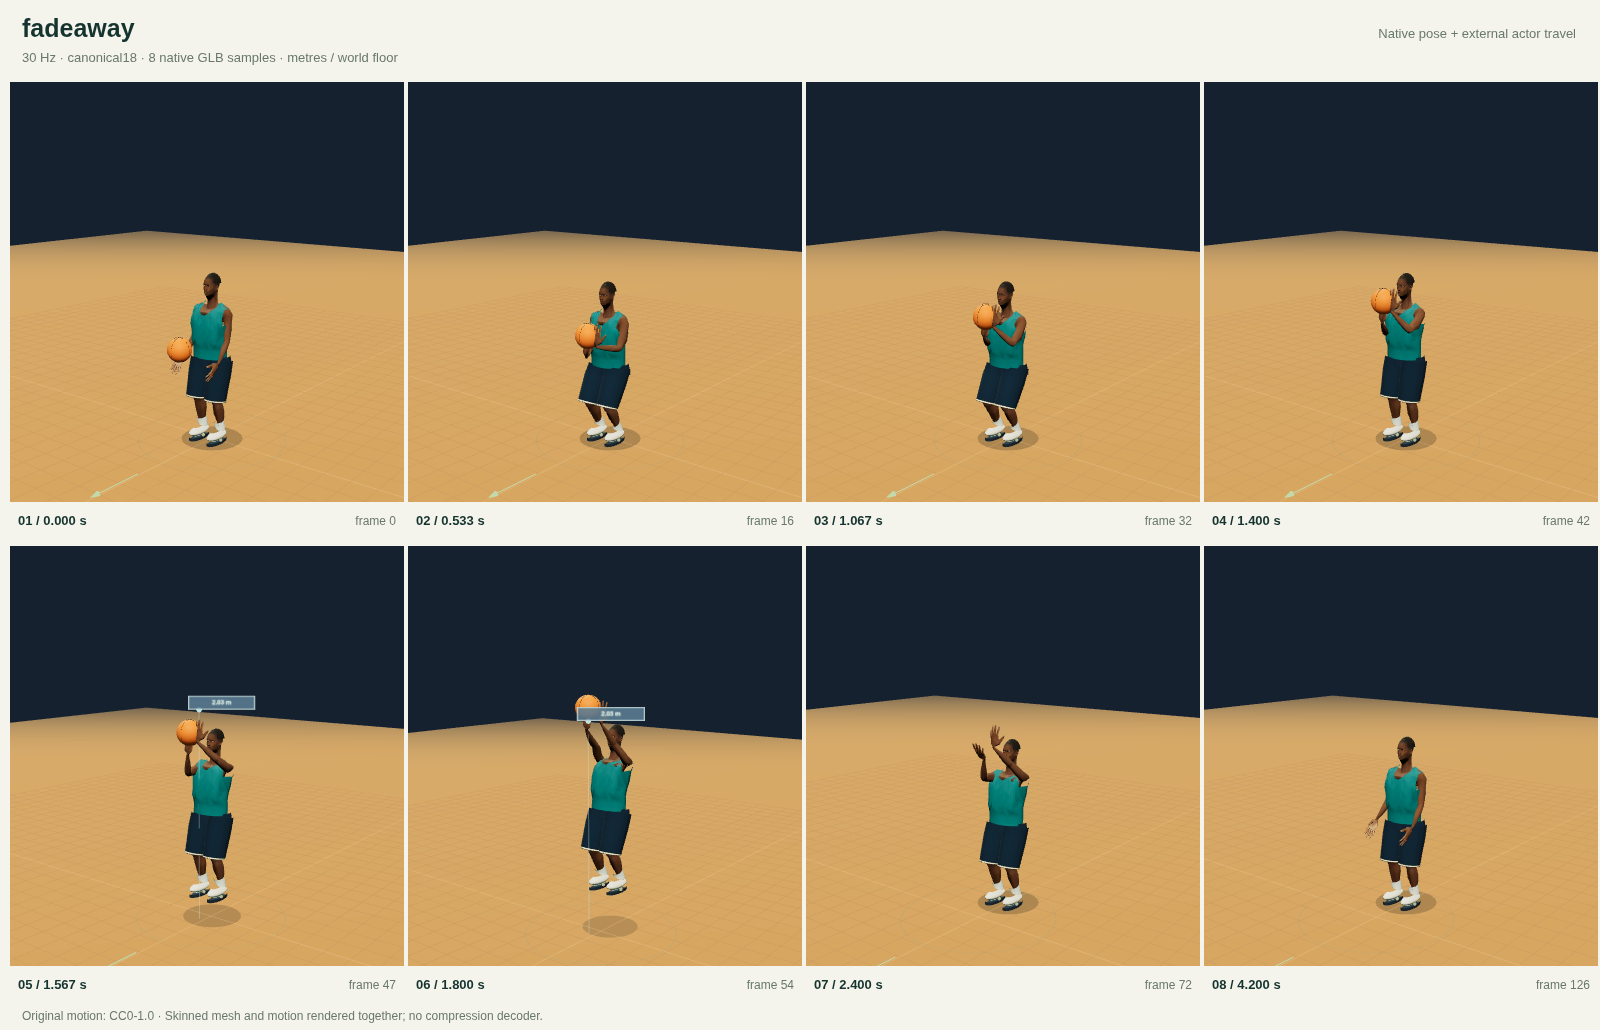 fadeaway
Native pose + external actor travel
30 Hz · canonical18 · 8 native GLB samples · metres / world floor
01 / 0.000 s
frame 0
02 / 0.533 s
frame 16
03 / 1.067 s
frame 32
04 / 1.400 s
frame 42
05 / 1.567 s
frame 47
06 / 1.800 s
frame 54
07 / 2.400 s
frame 72
08 / 4.200 s
frame 126
Original motion: CC0-1.0 · Skinned mesh and motion rendered together; no compression decoder.